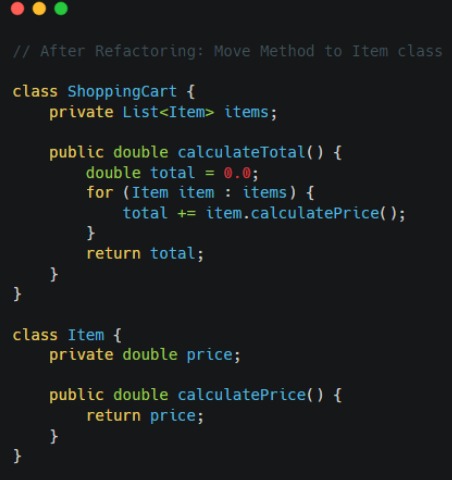 // After Refactoring: Move Method to Item class
class ShoppingCart {
    private List<Item> items;
    public double calculateTotal() {
        double total = 0.0;
        for (Item item : items) {
            total += item.calculatePrice();
        }
        return total;
    }
}
class Item {
    private double price;
    public double calculatePrice() {
        return price;
    }
}